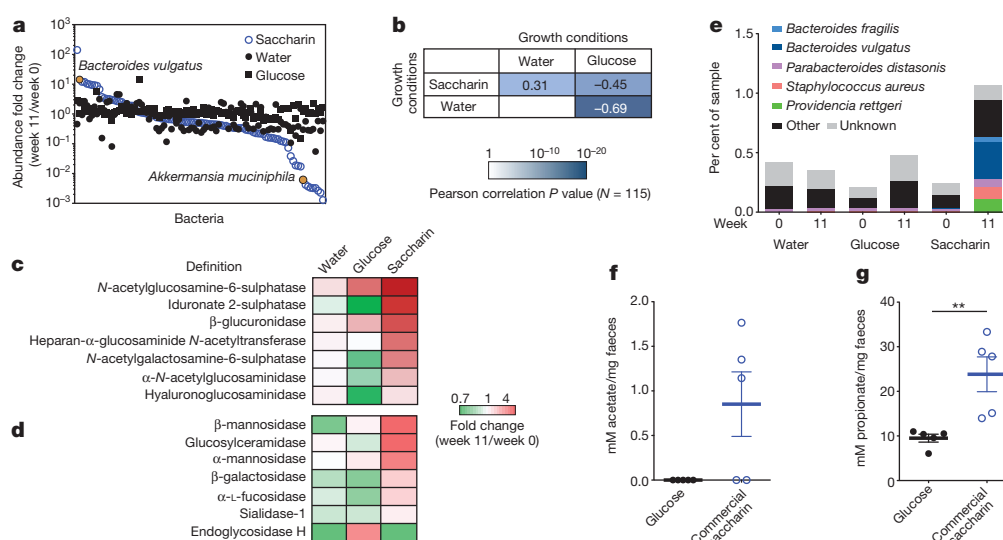 a
Abundance fold change
(week 11/week 0)
10³
10²
10¹
10⁰
10⁻¹
10⁻²
10⁻³
Saccharin
Water
Glucose
Bacteroides vulgatus
Akkermansia muciniphila
Bacteria
b
Growth conditions
Growth
conditions
Water Glucose
Saccharin 0.31 −0.45
Water −0.69
1 10⁻¹⁰ 10⁻²⁰
Pearson correlation P value (N = 115)
c
Definition Water Glucose Saccharin
N-acetylglucosamine-6-sulphatase
Iduronate 2-sulphatase
β-glucuronidase
Heparan-α-glucosaminide N-acetyltransferase
N-acetylgalactosamine-6-sulphatase
α-N-acetylglucosaminidase
Hyaluronoglucosaminidase
d
β-mannosidase
Glucosylceramidase
α-mannosidase
β-galactosidase
α-L-fucosidase
Sialidase-1
Endoglycosidase H
0.7 1 4
Fold change
(week 11/week 0)
e
Per cent of sample
1.5
1.0
0.5
0.0
Bacteroides fragilis
Bacteroides vulgatus
Parabacteroides distasonis
Staphylococcus aureus
Providencia rettgeri
Other Unknown
Week 0 11 0 11 0 11
Water Glucose Saccharin
f
mM acetate/mg faeces
2.0
1.5
1.0
0.5
0.0
Glucose
Commercial
saccharin
g
mM propionate/mg faeces
40
30
20
10
0
**
Glucose
Commercial
saccharin